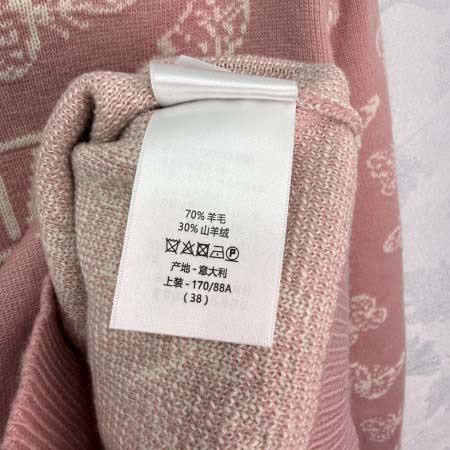 70% 羊毛
30% 山羊绒
P
产地 - 意大利
上装 - 170/88A
( 38 )